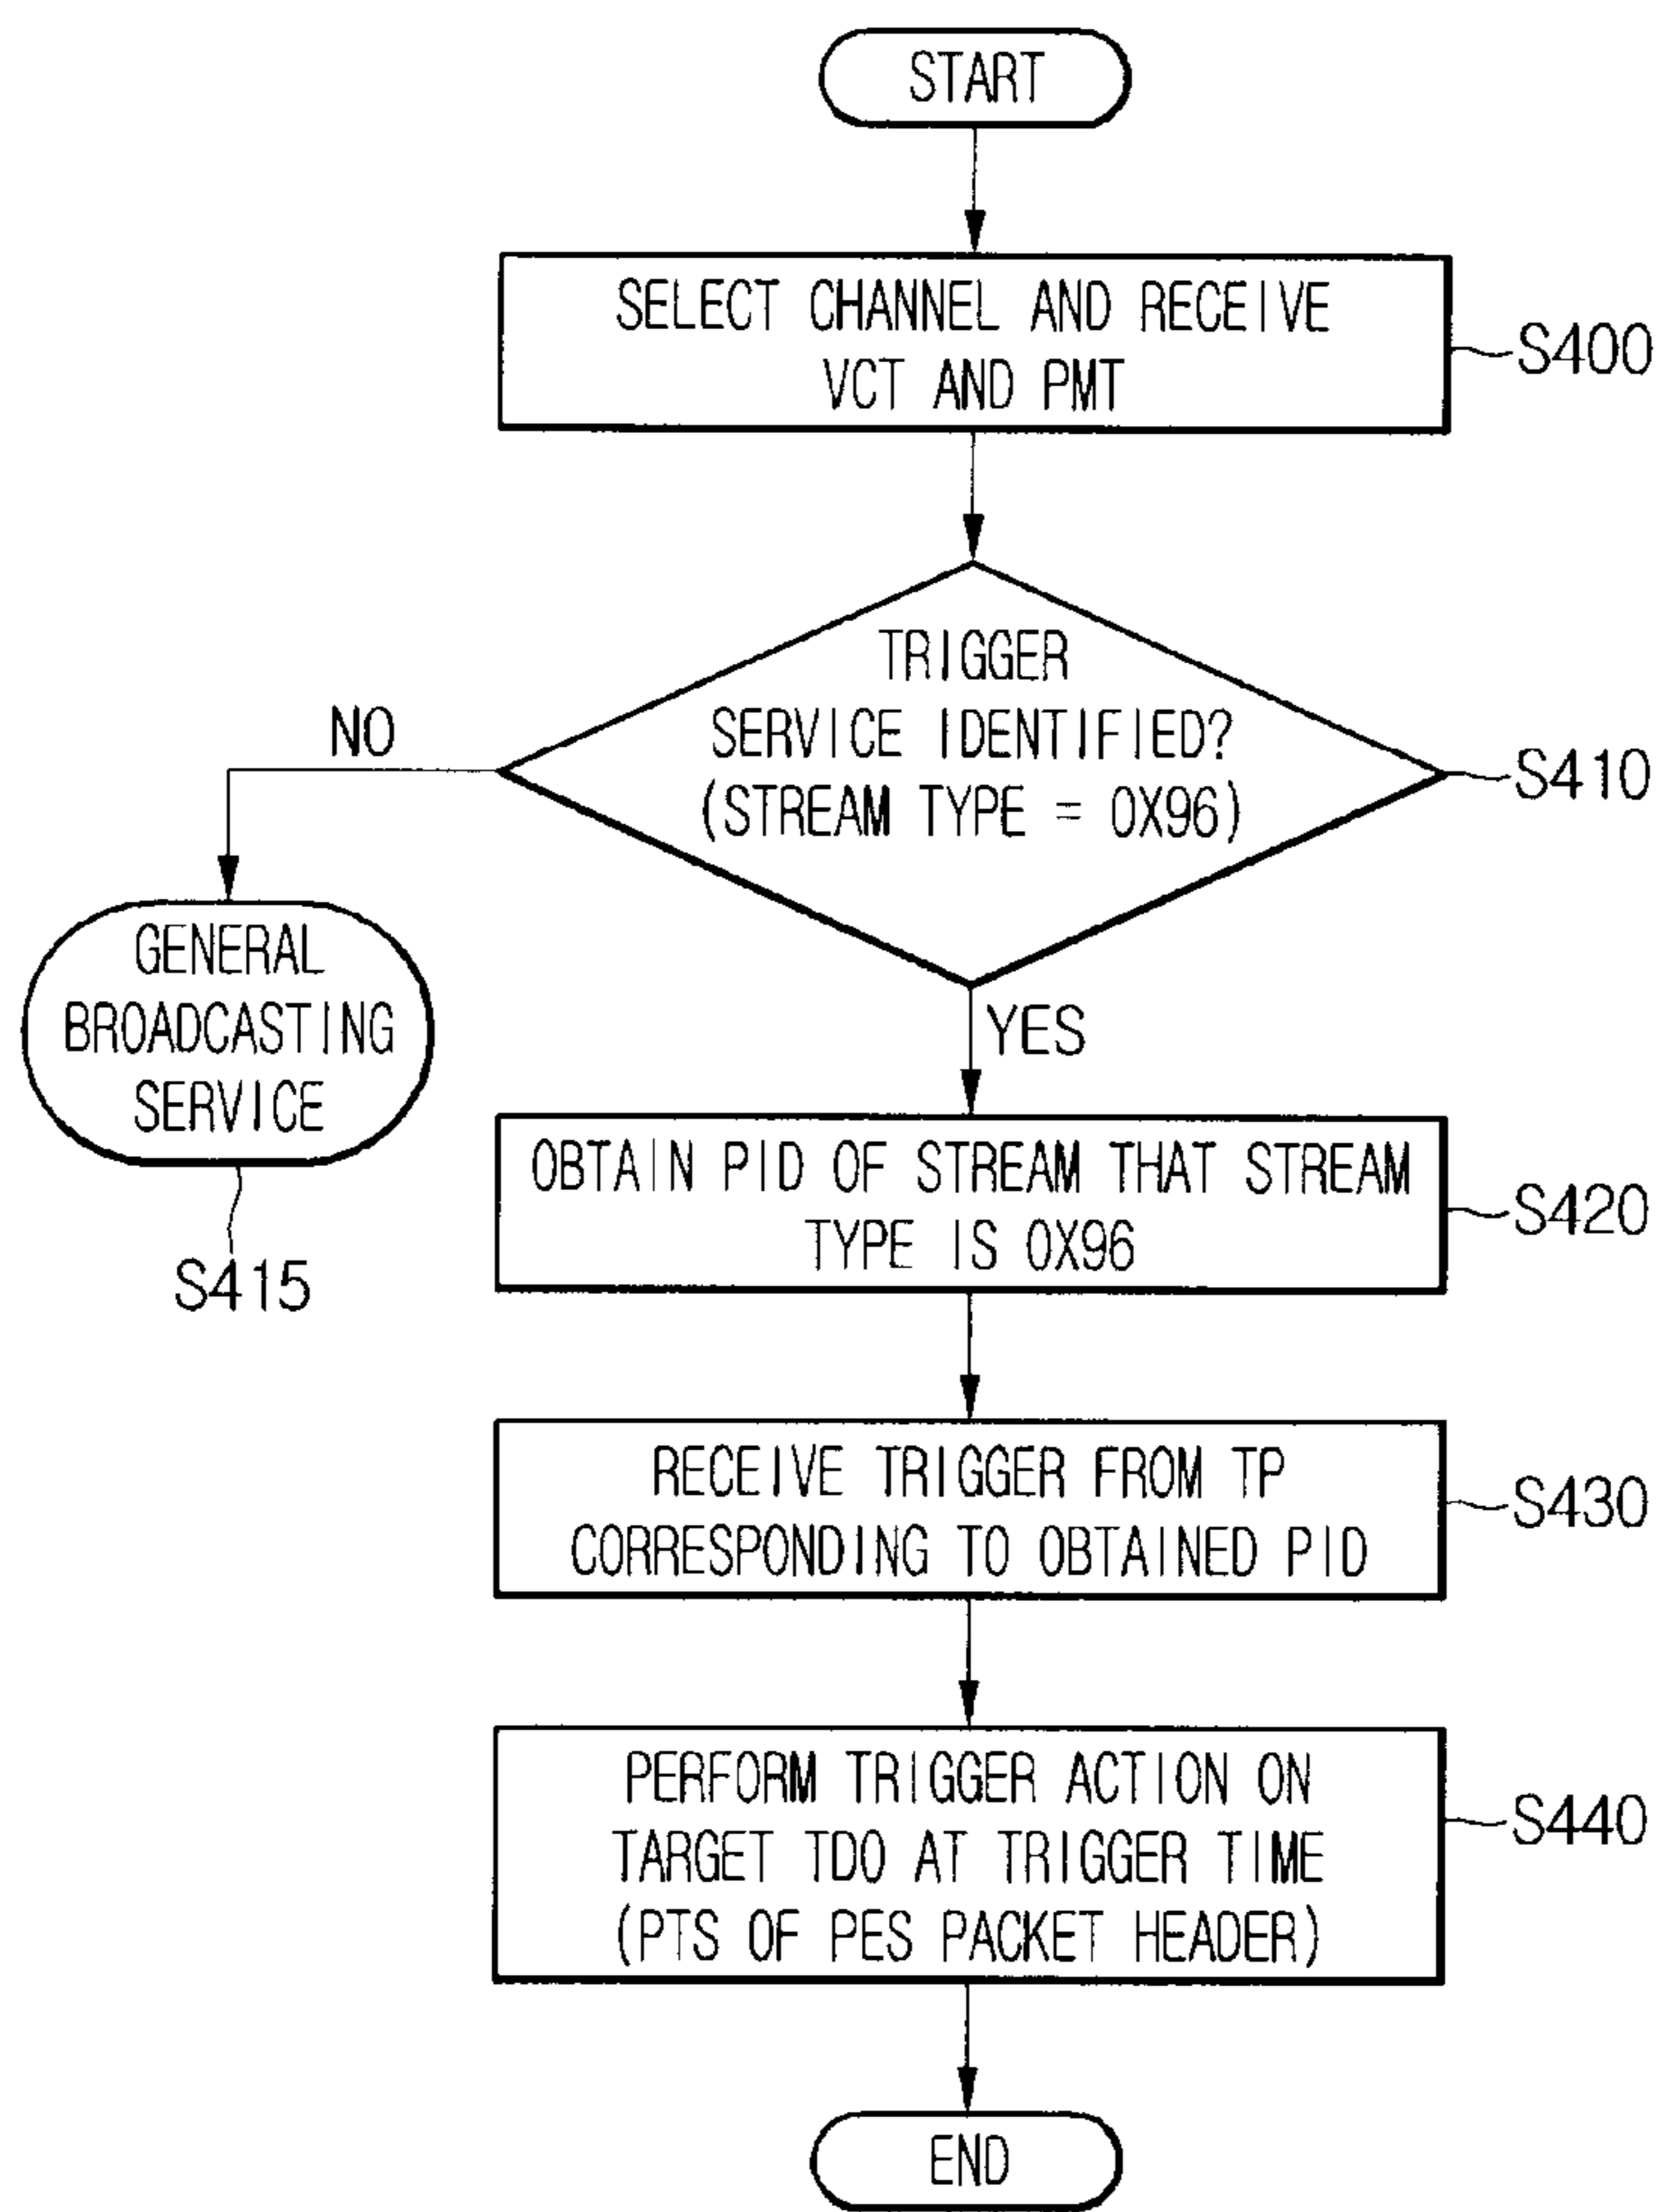 START
SELECT CHANNEL AND RECEIVE
VCT AND PMT
S400
TRIGGER
SERVICE IDENTIFIED?
(STREAM TYPE = 0X96)
S410
NO
GENERAL
BROADCASTING
SERVICE
S415
YES
OBTAIN PID OF STREAM THAT STREAM
TYPE IS 0X96
S420
RECEIVE TRIGGER FROM TP
CORRESPONDING TO OBTAINED PID
S430
PERFORM TRIGGER ACTION ON
TARGET TDO AT TRIGGER TIME
(PTS OF PES PACKET HEADER)
S440
END